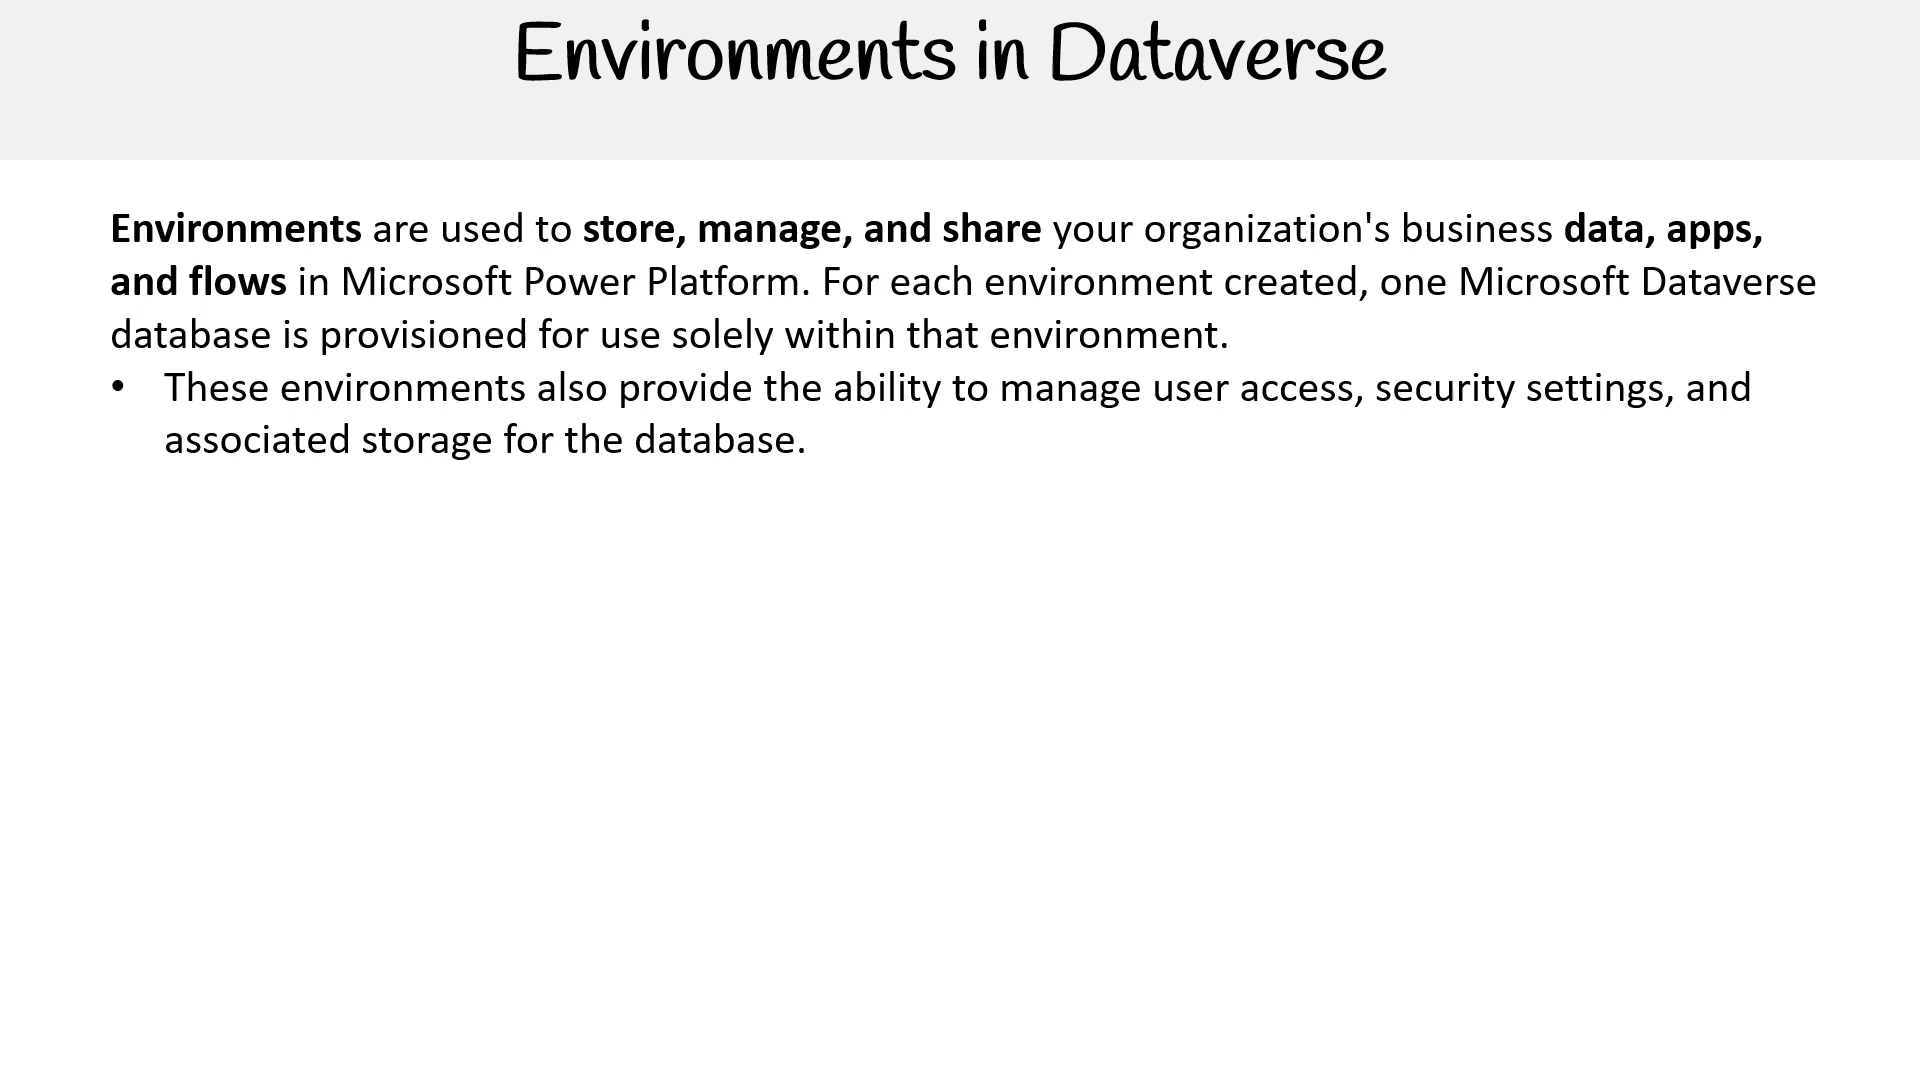 Environments in Dataverse
Environments are used to store, manage, and share your organization's business data, apps,
and flows in Microsoft Power Platform. For each environment created, one Microsoft Dataverse
database is provisioned for use solely within that environment.
• These environments also provide the ability to manage user access, security settings, and
associated storage for the database.